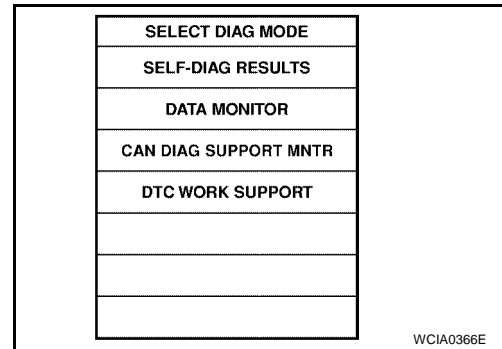 SELECT DIAG MODE
SELF-DIAG RESULTS
DATA MONITOR
CAN DIAG SUPPORT MNTR
DTC WORK SUPPORT
WCIA0366E